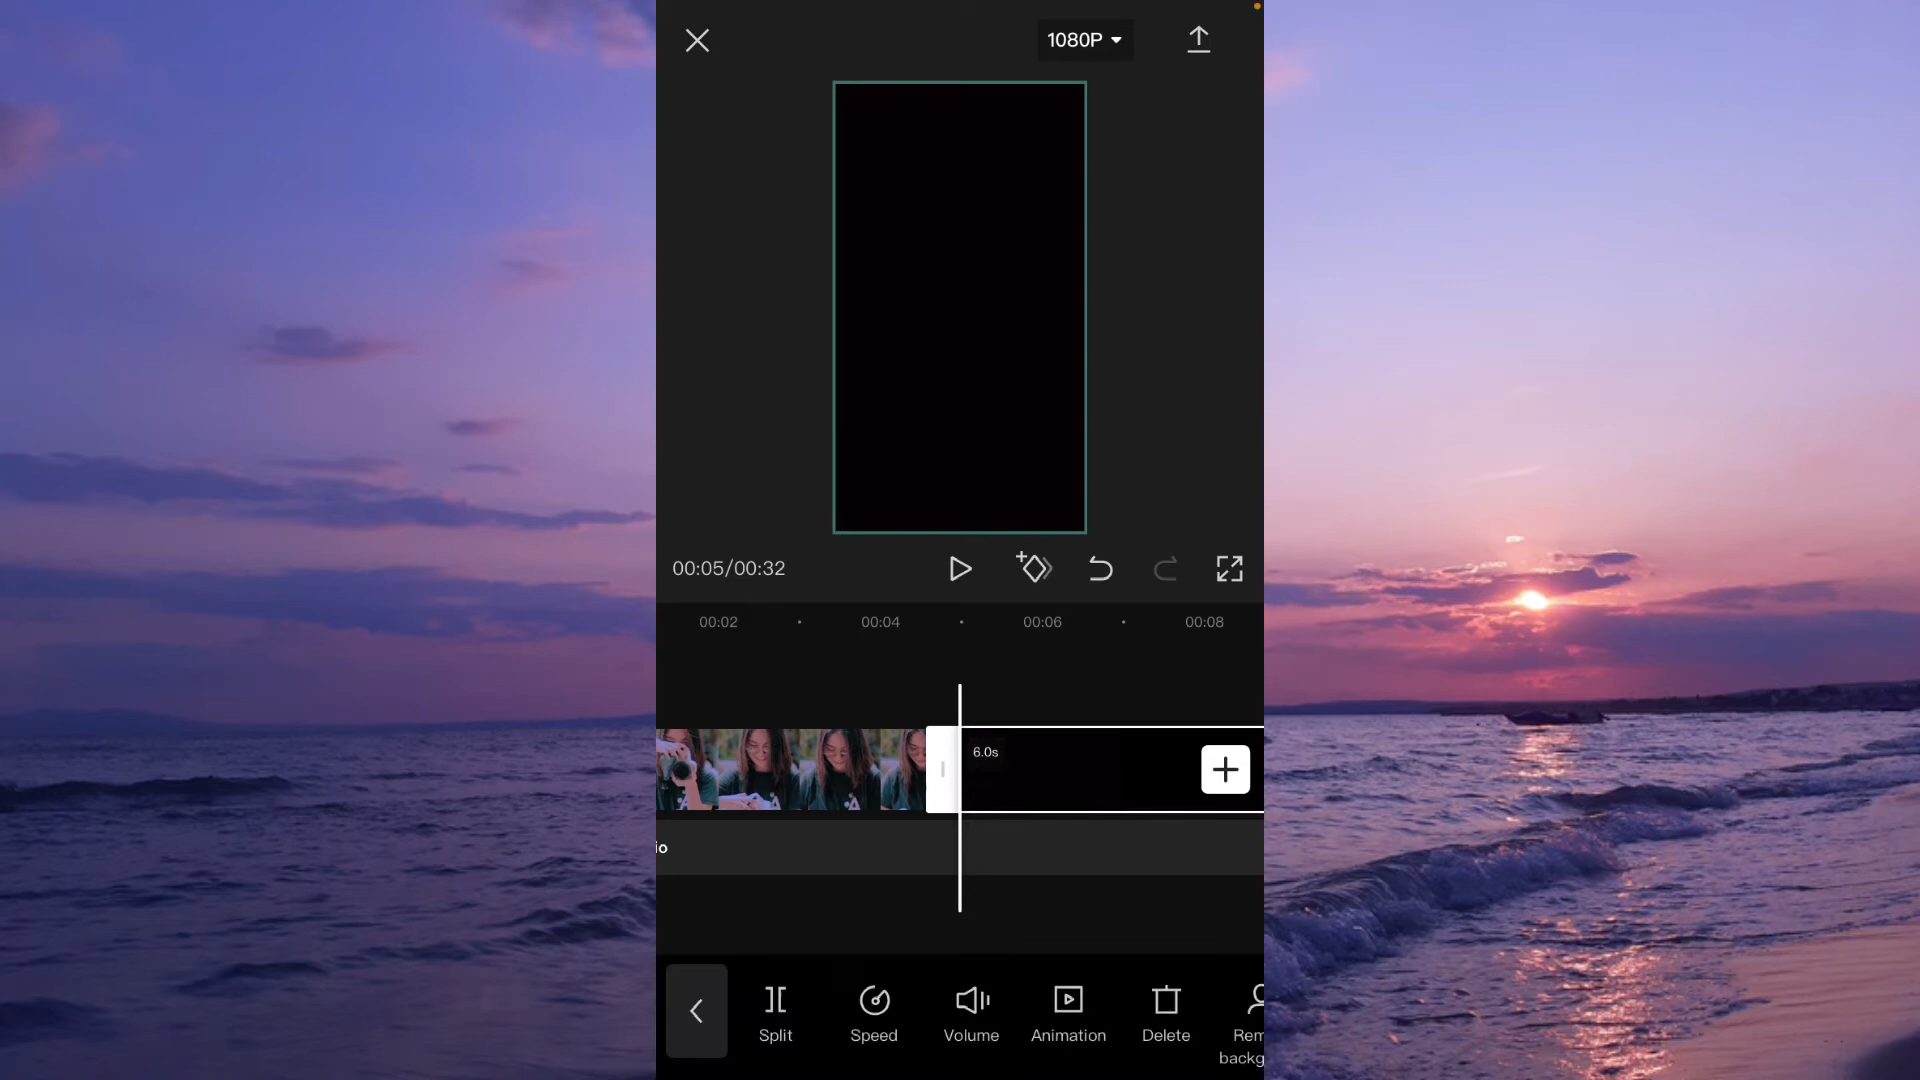 1080P
00:05/00:32
00:02 00:04 00:06 00:08
6.0s
io
Split Speed Volume Animation Delete Rem
backg